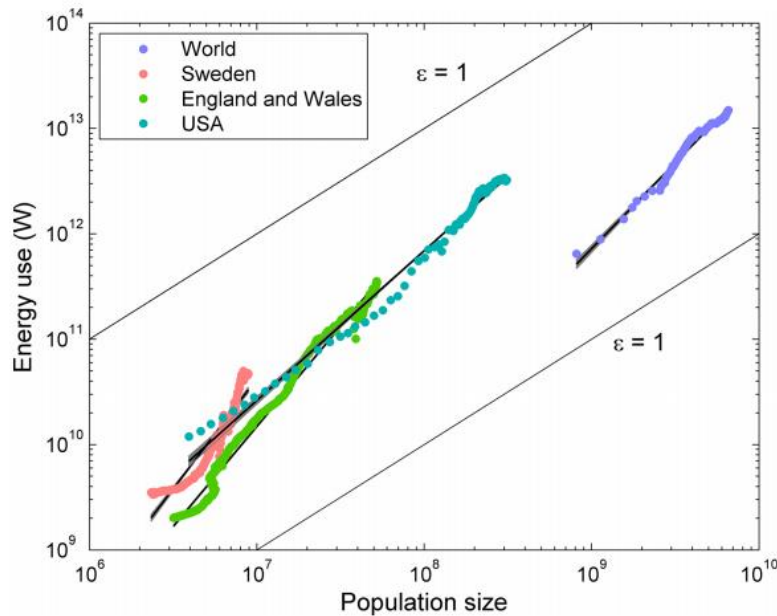 10^14
World
Sweden
England and Wales
USA
ε = 1
10^13
Energy use (W)
10^12
10^11
ε = 1
10^10
10^9
10^6
10^7
10^8
10^9
10^10
Population size